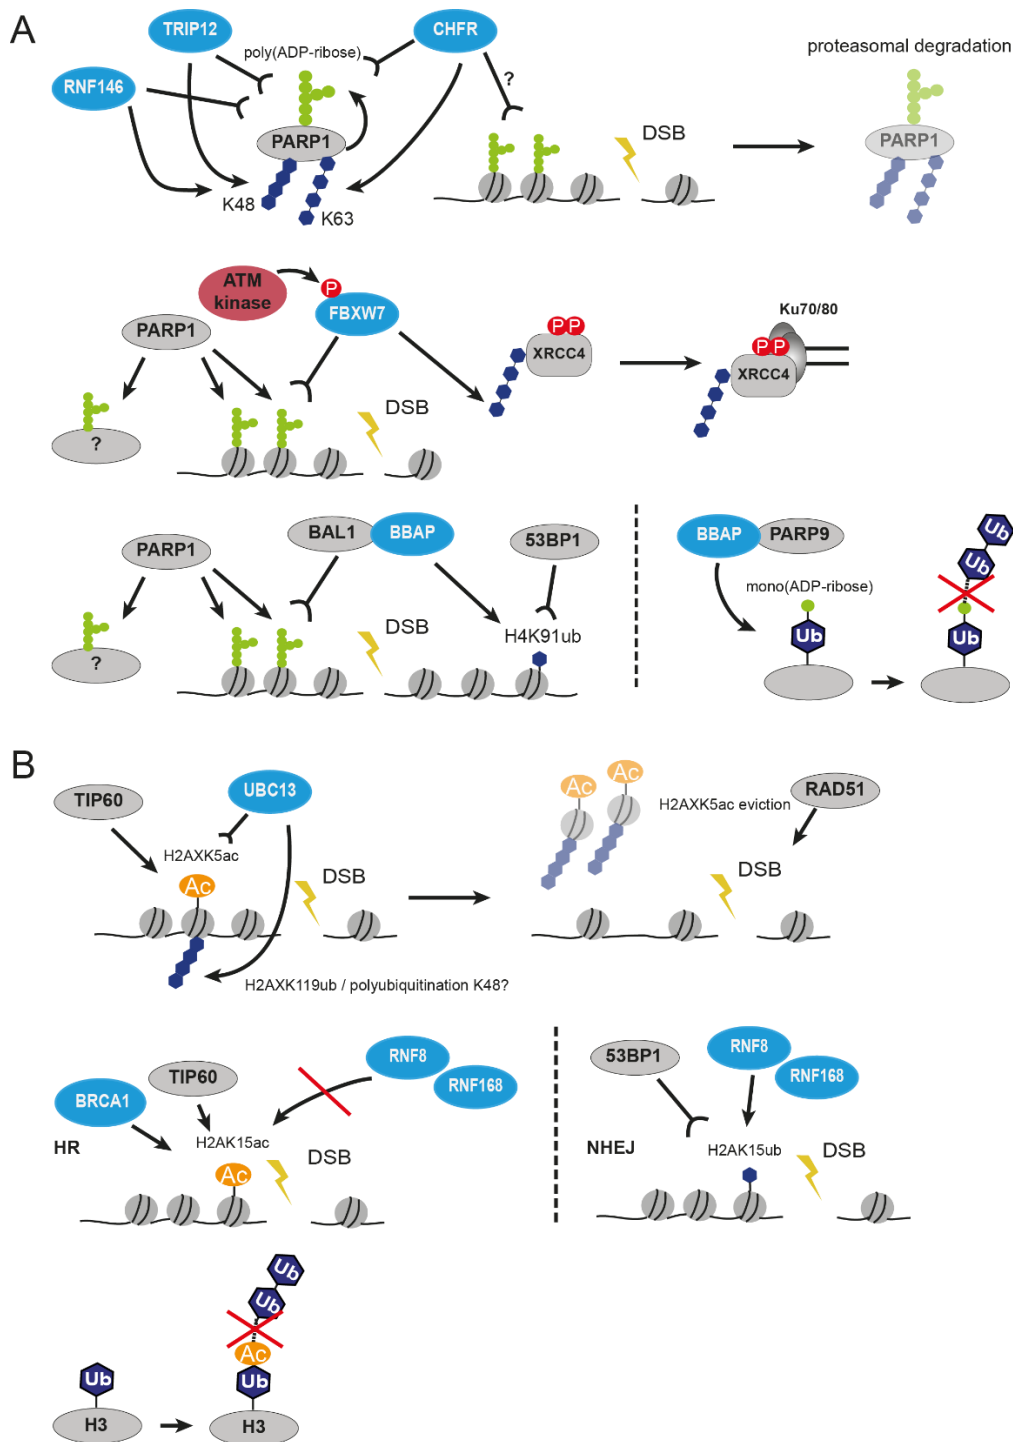 A
TRIP12
CHFR
poly(ADP-ribose)
proteasomal degradation
RNF146
?
DSB
PARP1
PARP1
K48
K63
ATM
kinase
P
FBXW7
Ku70/80
PARP1
P P
XRCC4
P P
XRCC4
DSB
?
BAL1
BBAP
53BP1
PARP1
BBAP
PARP9
Ub
Ub
mono(ADP-ribose)
DSB
H4K91ub
Ub
Ub
?
B
TIP60
UBC13
Ac
Ac
H2AXK5ac eviction
RAD51
H2AXK5ac
Ac
DSB
DSB
H2AXK119ub / polyubiquitination K48?
RNF8
RNF168
53BP1
RNF8
RNF168
TIP60
BRCA1
HR
H2AK15ac
DSB
Ac
NHEJ
H2AK15ub
DSB
Ub
Ub
Ac
Ub
Ub
H3
H3